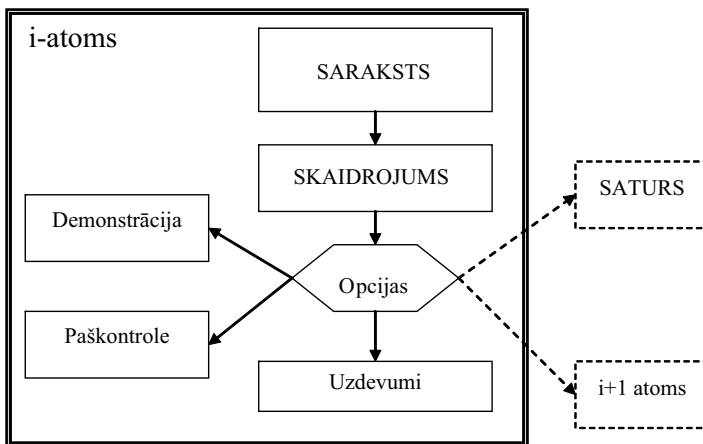 i-atoms
SARAKSTS
SKAIDROJUMS
SATURS
Demonstrācija
Opcijas
Paškontrole
Uzdevumi
i+1 atoms